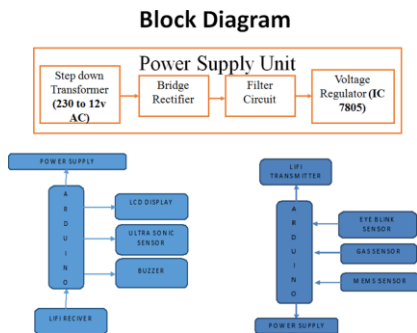 Block Diagram
Power Supply Unit
Step down
Transformer
(230 to 12v
AC)
Bridge
Rectifier
Filter
Circuit
Voltage
Regulator (IC
7805)
POWER SUPPLY
ARDUINO
LCD DISPLAY
ULTRA SONIC
SENSOR
BUZZER
LIFI RECIVER
LIFI
TRANSMITTER
ARDUINO
EYE BLINK
SENSOR
GAS SENSOR
MEMS SENSOR
POWER SUPPLY